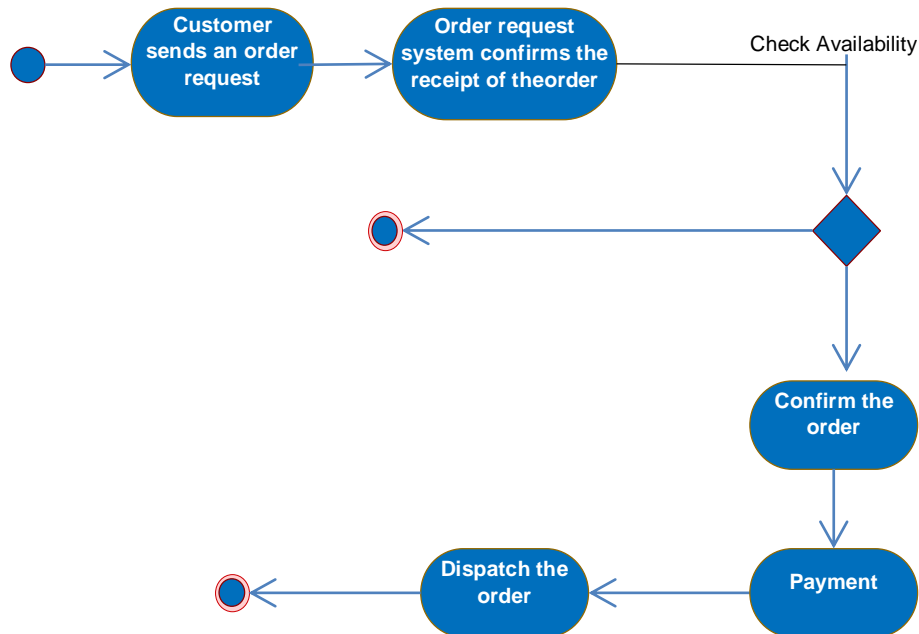 Customer
sends an order
request
Order request
system confirms the
receipt of theorder
Check Availability
Confirm the
order
Payment
Dispatch the
order